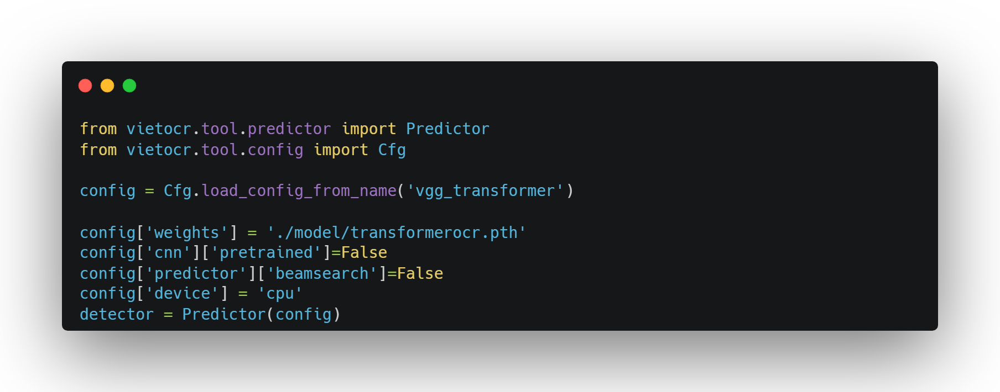 from vietocr.tool.predictor import Predictor
from vietocr.tool.config import Cfg
config = Cfg.load_config_from_name('vgg_transformer')
config['weights'] = './model/transformerocr.pth'
config['cnn']['pretrained']=False
config['predictor']['beamsearch']=False
config['device'] = 'cpu'
detector = Predictor(config)